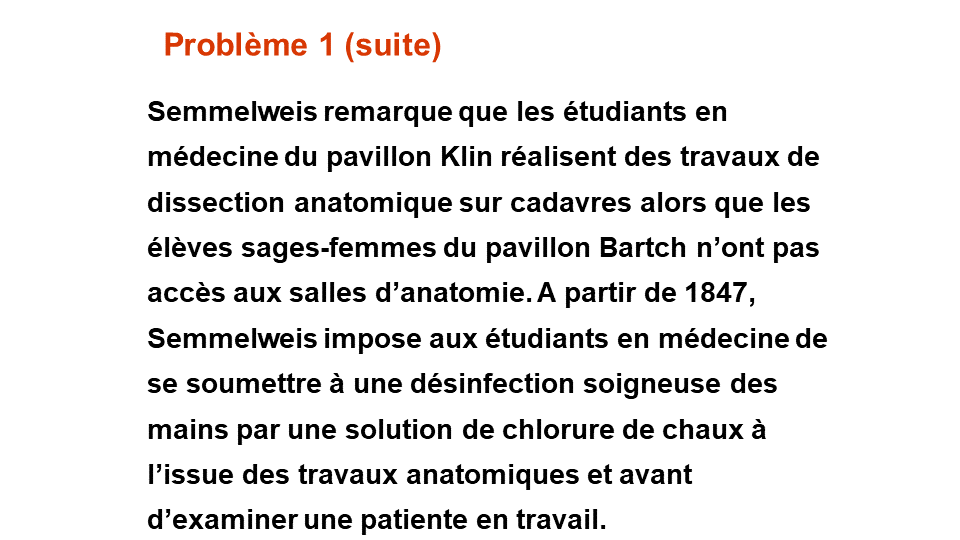 Problème 1 (suite)
Semmelweis remarque que les étudiants en
médecine du pavillon Klin réalisent des travaux de
dissection anatomique sur cadavres alors que les
élèves sages-femmes du pavillon Bartch n’ont pas
accès aux salles d’anatomie. A partir de 1847,
Semmelweis impose aux étudiants en médecine de
se soumettre à une désinfection soigneuse des
mains par une solution de chlorure de chaux à
l’issue des travaux anatomiques et avant
d’examiner une patiente en travail.